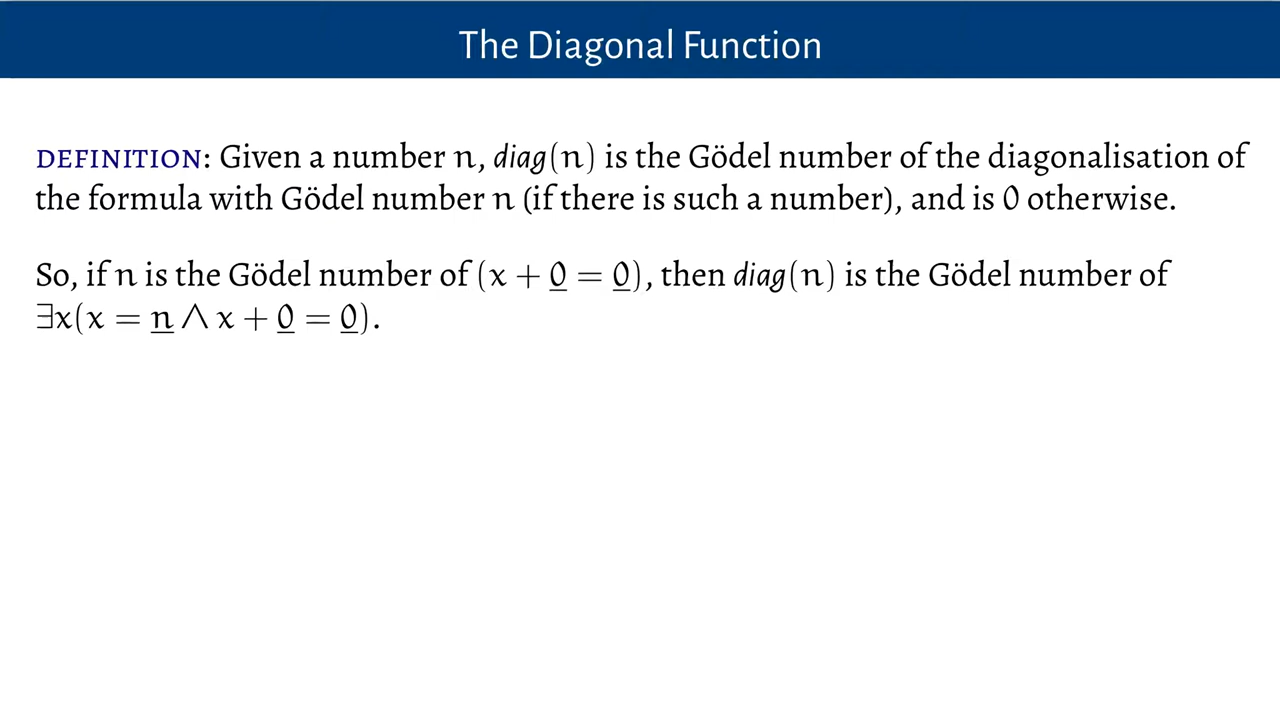 The Diagonal Function
DEFINITION: Given a number n, diag(n) is the Gödel number of the diagonalisation of
the formula with Gödel number n (if there is such a number), and is 0 otherwise.
So, if n is the Gödel number of (x + 0̲ = 0̲), then diag(n) is the Gödel number of
∃x(x = n̲ ∧ x + 0̲ = 0̲).